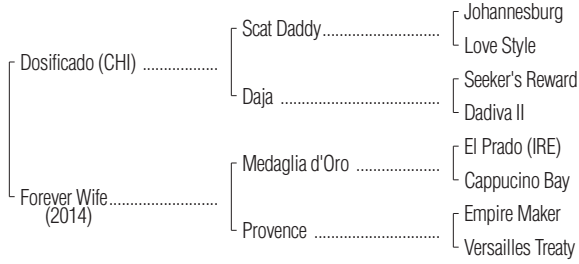 Johannesburg
Scat Daddy
Love Style
Dosificado (CHI)
Seeker's Reward
Daja
Dadiva II
El Prado (IRE)
Medaglia d'Oro
Cappucino Bay
Forever Wife
(2014)
Empire Maker
Provence
Versailles Treaty